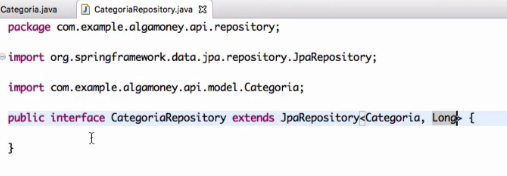 Categoria.java
CategoriaRepository.java
package com.example.algamoney.api.repository;
import org.springframework.data.jpa.repository.JpaRepository;
import com.example.algamoney.api.model.Categoria;
public interface CategoriaRepository extends JpaRepository<Categoria, Long> {
}